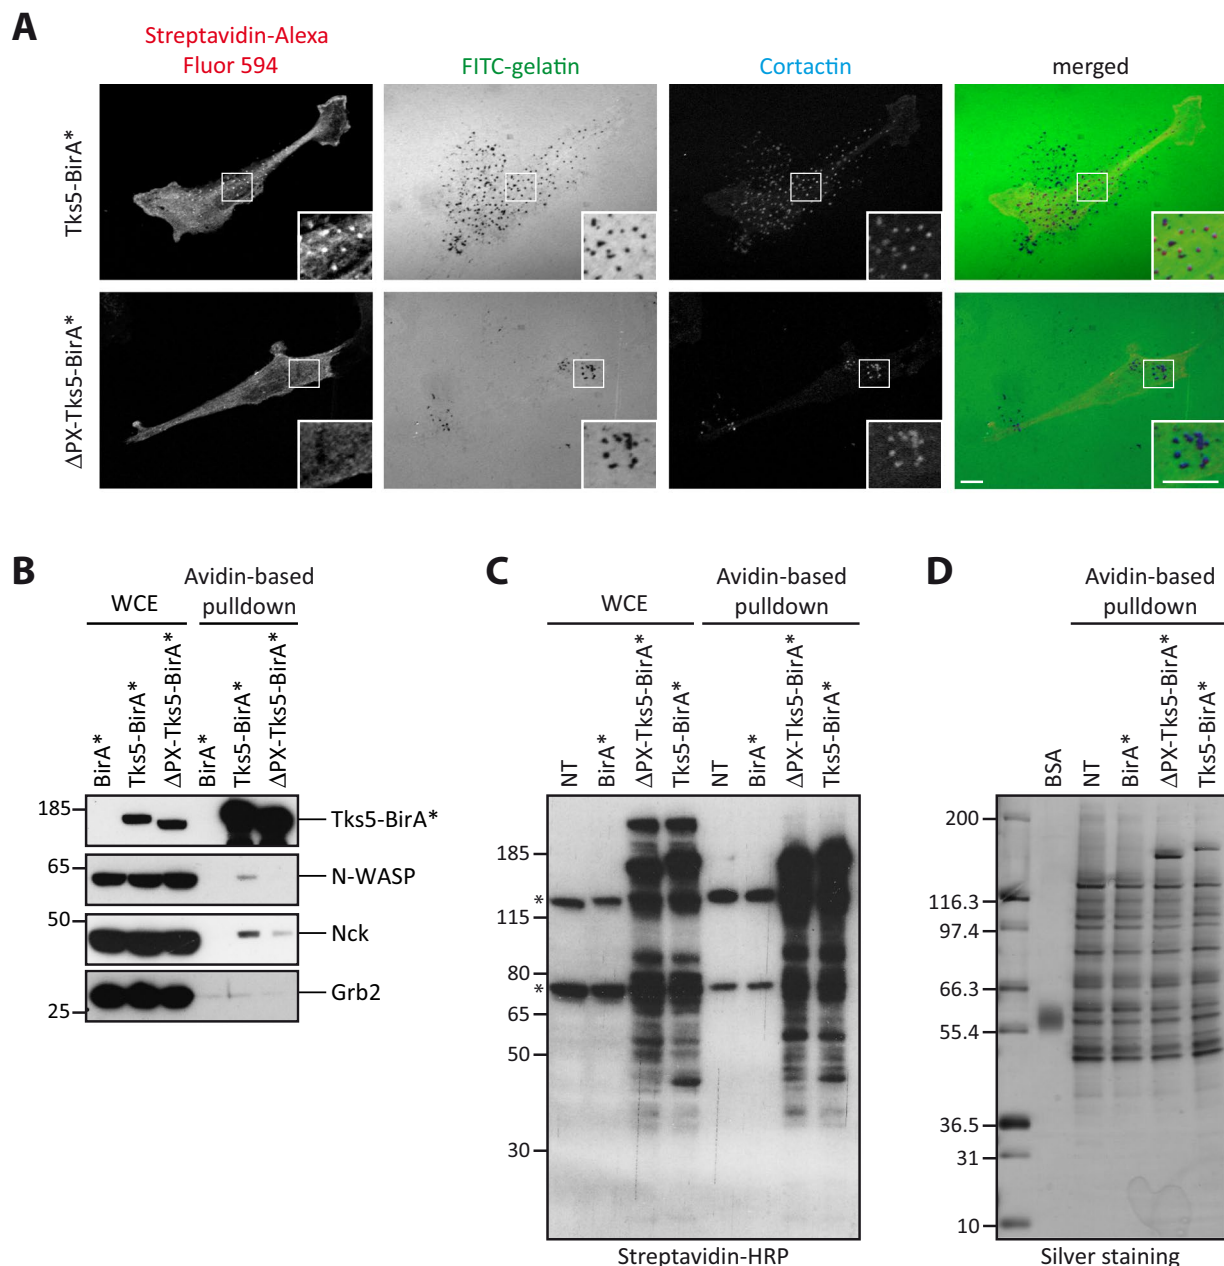 A
Streptavidin-Alexa
Fluor 594
FITC-gelatin
Cortactin
merged
Tks5-BirA*
ΔPX-Tks5-BirA*
B
WCE
Avidin-based
pulldown
BirA*
Tks5-BirA*
ΔPX-Tks5-BirA*
BirA*
Tks5-BirA*
ΔPX-Tks5-BirA*
185
Tks5-BirA*
65
N-WASP
50
Nck
Grb2
25
C
WCE
Avidin-based
pulldown
NT
BirA*
ΔPX-Tks5-BirA*
Tks5-BirA*
NT
BirA*
ΔPX-Tks5-BirA*
Tks5-BirA*
185
*
115
80
*
65
50
30
Streptavidin-HRP
D
Avidin-based
pulldown
BSA
NT
BirA*
ΔPX-Tks5-BirA*
Tks5-BirA*
200
116.3
97.4
66.3
55.4
36.5
31
10
Silver staining